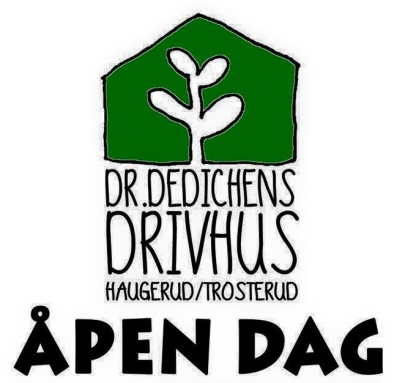 DR.DEDICHENS
DRIVHUS
HAUGERUD/TROSTERUD
ÅPEN DAG